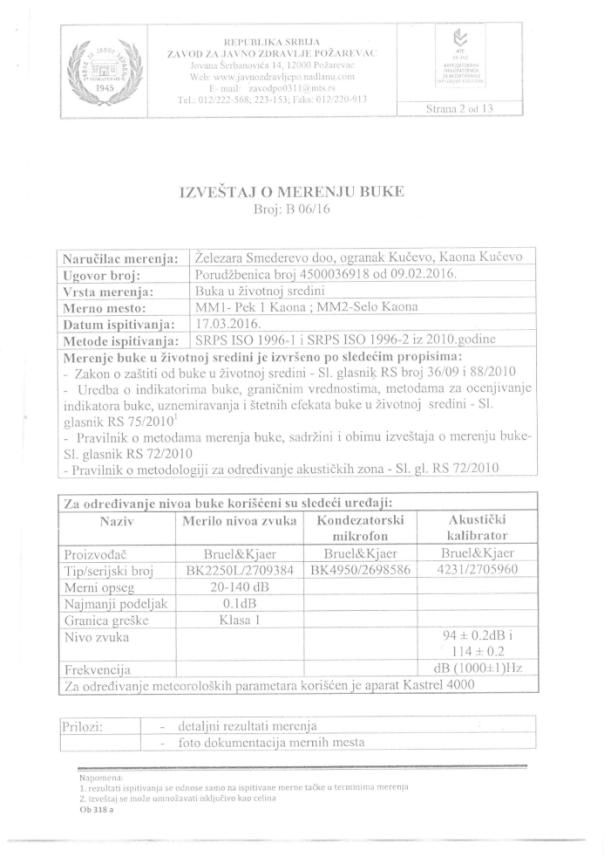 REPUBLIKA SRBIJA
ZAVOD ZA JAVNO ZDRAVLJE POŽAREVAC
Jovana Šerbanovića 14, 12000 Požarevac
Web: www.javnozdravljepo.nadlanu.com
E- mail: zavodpo0311@mts.rs
Tel.: 012/222-568; 223-153; Faks: 012/220-913
1945
Strana 2 od 13
IZVEŠTAJ O MERENJU BUKE
Broj: B 06/16
Naručilac merenja: Železara Smederevo doo, ogranak Kučevo, Kaona Kučevo
Ugovor broj: Porudžbenica broj 4500036918 od 09.02.2016.
Vrsta merenja: Buka u životnoj sredini
Merno mesto: MM1- Pek 1 Kaona ; MM2-Selo Kaona
Datum ispitivanja: 17.03.2016.
Metode ispitivanja: SRPS ISO 1996-1 i SRPS ISO 1996-2 iz 2010.godine
Merenje buke u životnoj sredini je izvršeno po sledećim propisima:
- Zakon o zaštiti od buke u životnoj sredini - Sl. glasnik RS broj 36/09 i 88/2010
- Uredba o indikatorima buke, graničnim vrednostima, metodama za ocenjivanje
indikatora buke, uznemiravanja i štetnih efekata buke u životnoj sredini - Sl.
glasnik RS 75/2010¹
- Pravilnik o metodama merenja buke, sadržini i obimu izveštaja o merenju buke-
Sl. glasnik RS 72/2010
- Pravilnik o metodologiji za određivanje akustičkih zona - Sl. gl. RS 72/2010
Za određivanje nivoa buke korišćeni su sledeći uređaji:
Naziv Merilo nivoa zvuka Kondezatorski Akustički
mikrofon kalibrator
Proizvođač Bruel&Kjaer Bruel&Kjaer Bruel&Kjaer
Tip/serijski broj BK2250L/2709384 BK4950/2698586 4231/2705960
Merni opseg 20-140 dB
Najmanji podeljak 0.1dB
Granica greške Klasa 1
Nivo zvuka 94 ± 0.2dB i
114 ± 0.2
Frekvencija dB (1000±1)Hz
Za određivanje meteoroloških parametara korišćen je aparat Kastrel 4000
Prilozi: - detaljni rezultati merenja
- foto dokumentacija mernih mesta
Napomena:
1. rezultati ispitivanja se odnose samo na ispitivane merne tačke u terminima merenja
2. izveštaj se može umnožavati isključivo kao celina
Ob 318 a